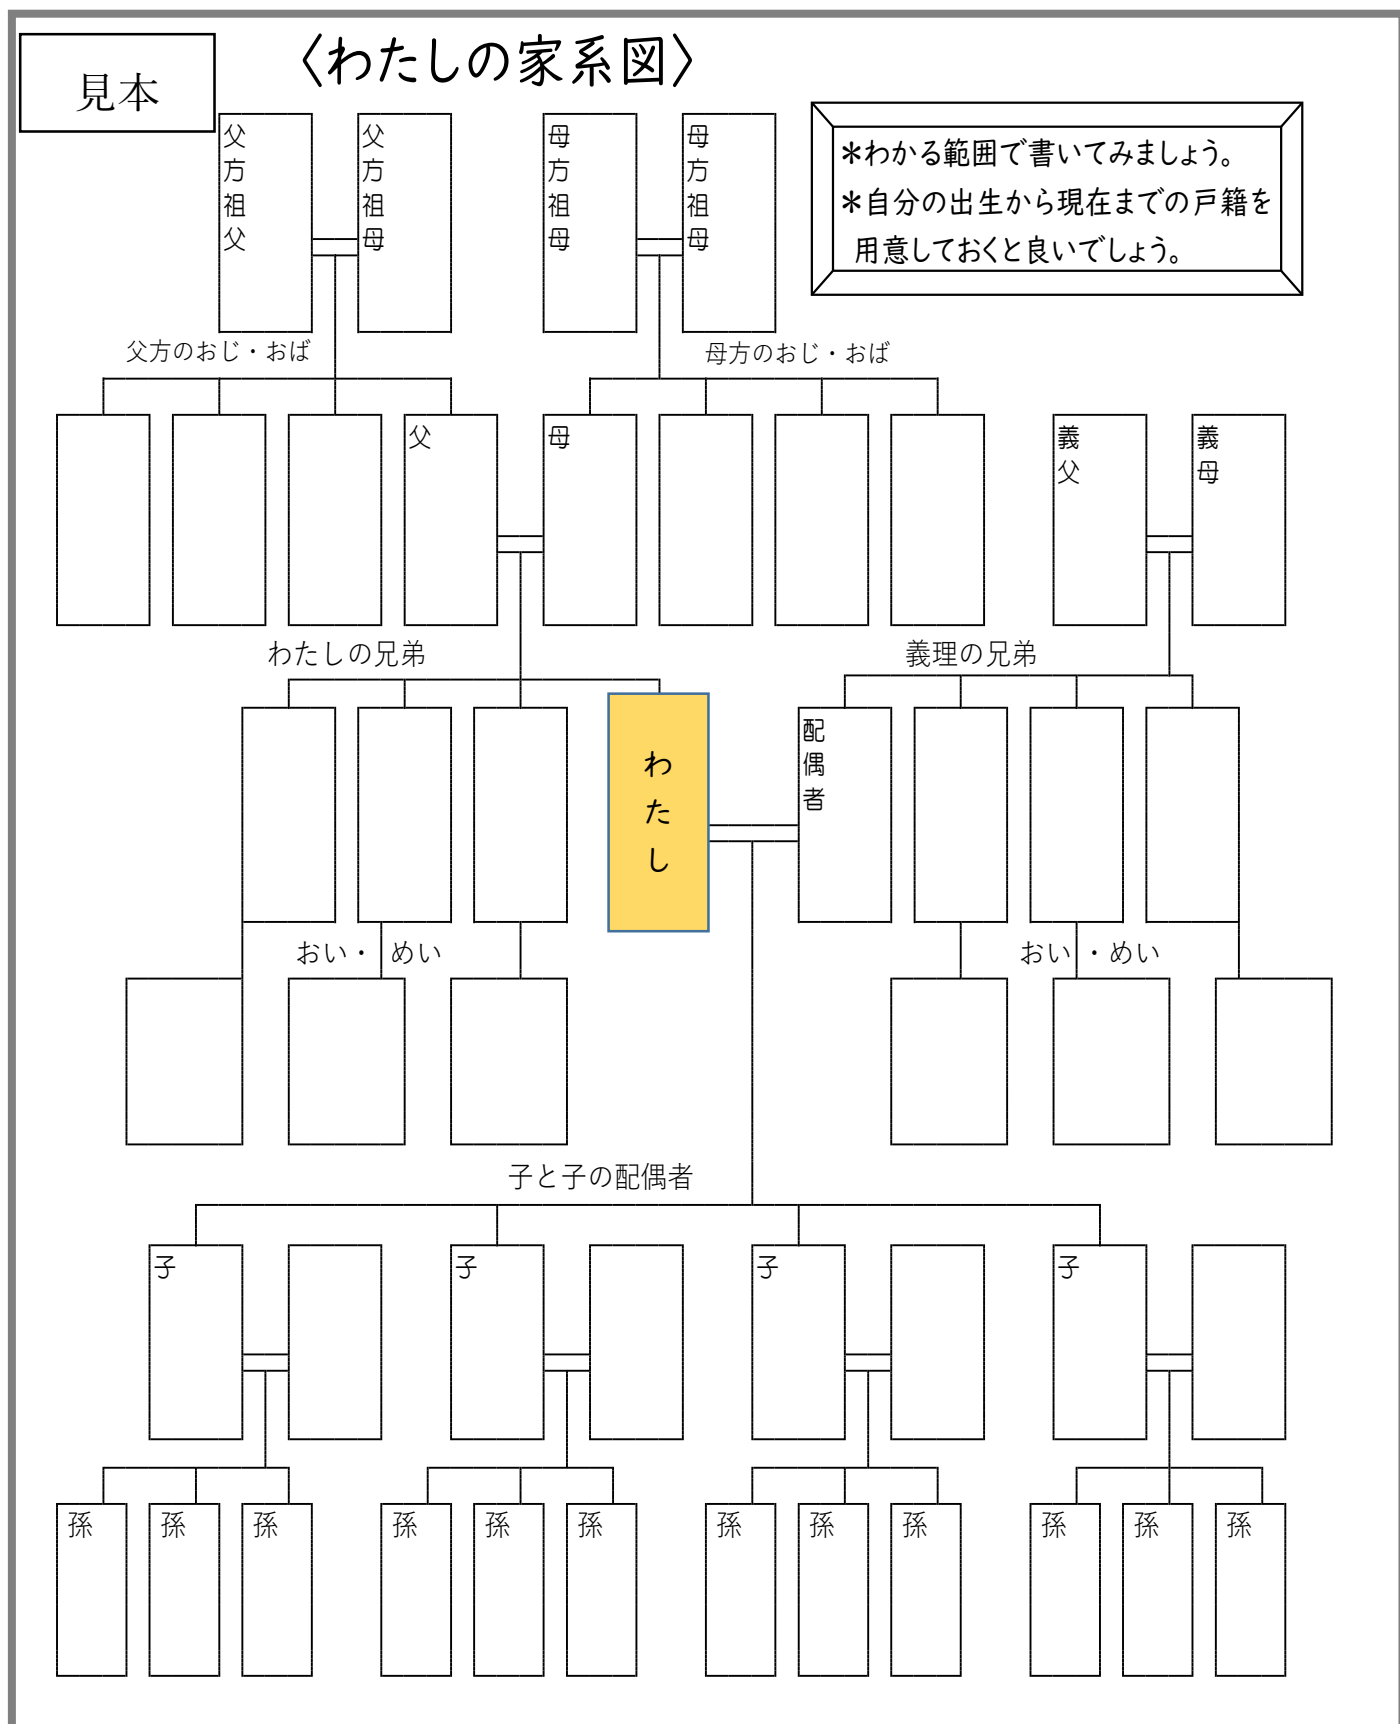 見本
〈わたしの家系図〉
＊わかる範囲で書いてみましょう。
＊自分の出生から現在までの戸籍を
用意しておくと良いでしょう。
父方祖父
父方祖母
母方祖母
母方祖母
父方のおじ・おば
母方のおじ・おば
父
母
義父
義母
わたしの兄弟
義理の兄弟
わたし
配偶者
おい・めい
おい・めい
子と子の配偶者
子
子
子
子
孫
孫
孫
孫
孫
孫
孫
孫
孫
孫
孫
孫